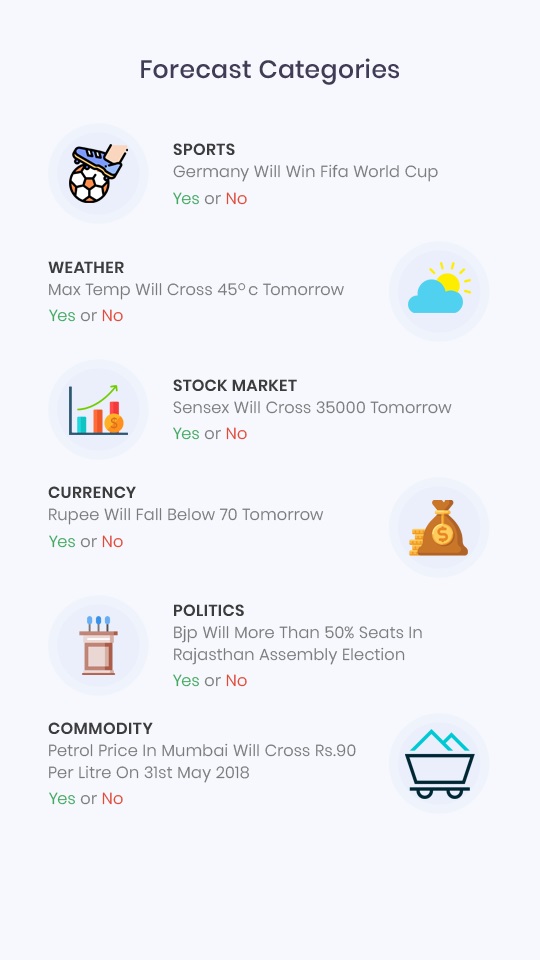 Forecast Categories
SPORTS
Germany Will Win Fifa World Cup
Yes or No
WEATHER
Max Temp Will Cross 45º c Tomorrow
Yes or No
STOCK MARKET
Sensex Will Cross 35000 Tomorrow
Yes or No
CURRENCY
Rupee Will Fall Below 70 Tomorrow
Yes or No
POLITICS
Bjp Will More Than 50% Seats In
Rajasthan Assembly Election
Yes or No
COMMODITY
Petrol Price In Mumbai Will Cross Rs.90
Per Litre On 31st May 2018
Yes or No